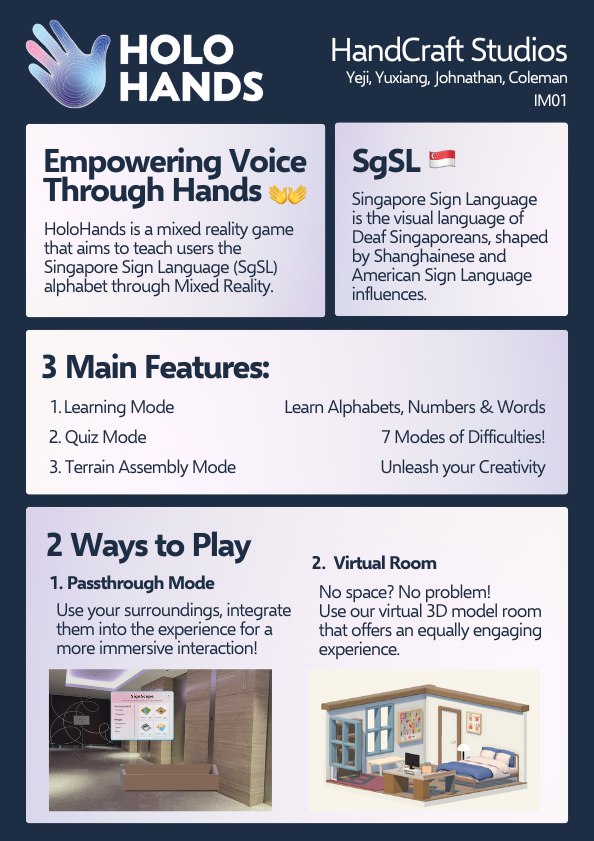 HOLO
HANDS
HandCraft Studios
Yeji, Yuxiang, Johnathan, Coleman
IM01
Empowering Voice
Through Hands 👐
HoloHands is a mixed reality game
that aims to teach users the
Singapore Sign Language (SgSL)
alphabet through Mixed Reality.
SgSL 🇸🇬
Singapore Sign Language
is the visual language of
Deaf Singaporeans, shaped
by Shanghainese and
American Sign Language
influences.
3 Main Features:
1. Learning Mode Learn Alphabets, Numbers & Words
2. Quiz Mode 7 Modes of Difficulties!
3. Terrain Assembly Mode Unleash your Creativity
2 Ways to Play
1. Passthrough Mode
Use your surroundings, integrate
them into the experience for a
more immersive interaction!
2. Virtual Room
No space? No problem!
Use our virtual 3D model room
that offers an equally engaging
experience.
SignScape